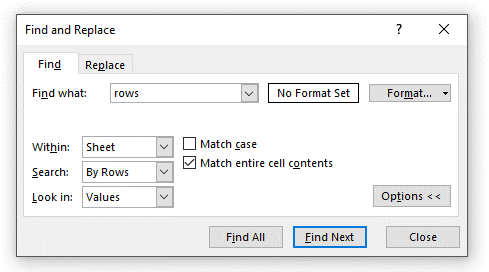 Find and Replace ?
Find Replace
Find what: rows No Format Set Format...
Within: Sheet Match case
Search: By Rows Match entire cell contents
Look in: Values
Options <<
Find All Find Next Close